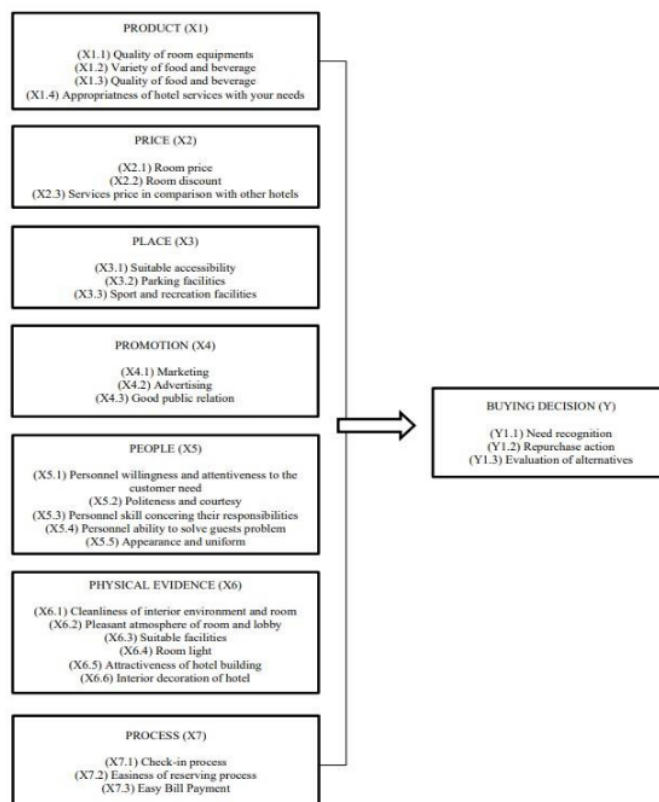 PRODUCT (X1)
(X1.1) Quality of room equipments
(X1.2) Variety of food and beverage
(X1.3) Quality of food and beverage
(X1.4) Appropriatness of hotel services with your needs
PRICE (X2)
(X2.1) Room price
(X2.2) Room discount
(X2.3) Services price in comparison with other hotels
PLACE (X3)
(X3.1) Suitable accessibility
(X3.2) Parking facilities
(X3.3) Sport and recreation facilities
PROMOTION (X4)
(X4.1) Marketing
(X4.2) Advertising
(X4.3) Good public relation
PEOPLE (X5)
(X5.1) Personnel willingness and attentiveness to the
customer need
(X5.2) Politeness and courtesy
(X5.3) Personnel skill concering their responsibilities
(X5.4) Personnel ability to solve guests problem
(X5.5) Appearance and uniform
PHYSICAL EVIDENCE (X6)
(X6.1) Cleanliness of interior environment and room
(X6.2) Pleasant atmosphere of room and lobby
(X6.3) Suitable facilities
(X6.4) Room light
(X6.5) Attractiveness of hotel building
(X6.6) Interior decoration of hotel
PROCESS (X7)
(X7.1) Check-in process
(X7.2) Easiness of reserving process
(X7.3) Easy Bill Payment
BUYING DECISION (Y)
(Y1.1) Need recognition
(Y1.2) Repurchase action
(Y1.3) Evaluation of alternatives